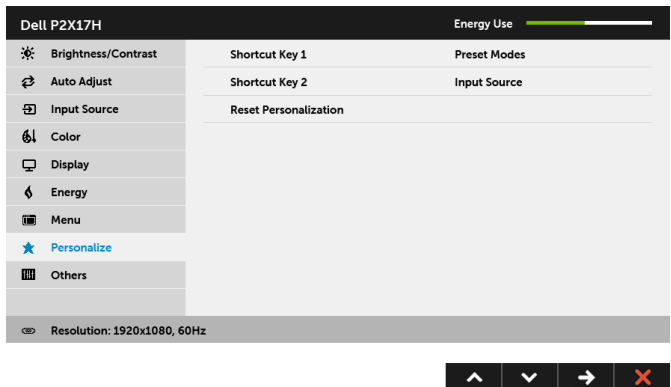 Dell P2X17H Energy Use
Brightness/Contrast Shortcut Key 1 Preset Modes
Auto Adjust Shortcut Key 2 Input Source
Input Source Reset Personalization
Color
Display
Energy
Menu
Personalize
Others
Resolution: 1920x1080, 60Hz